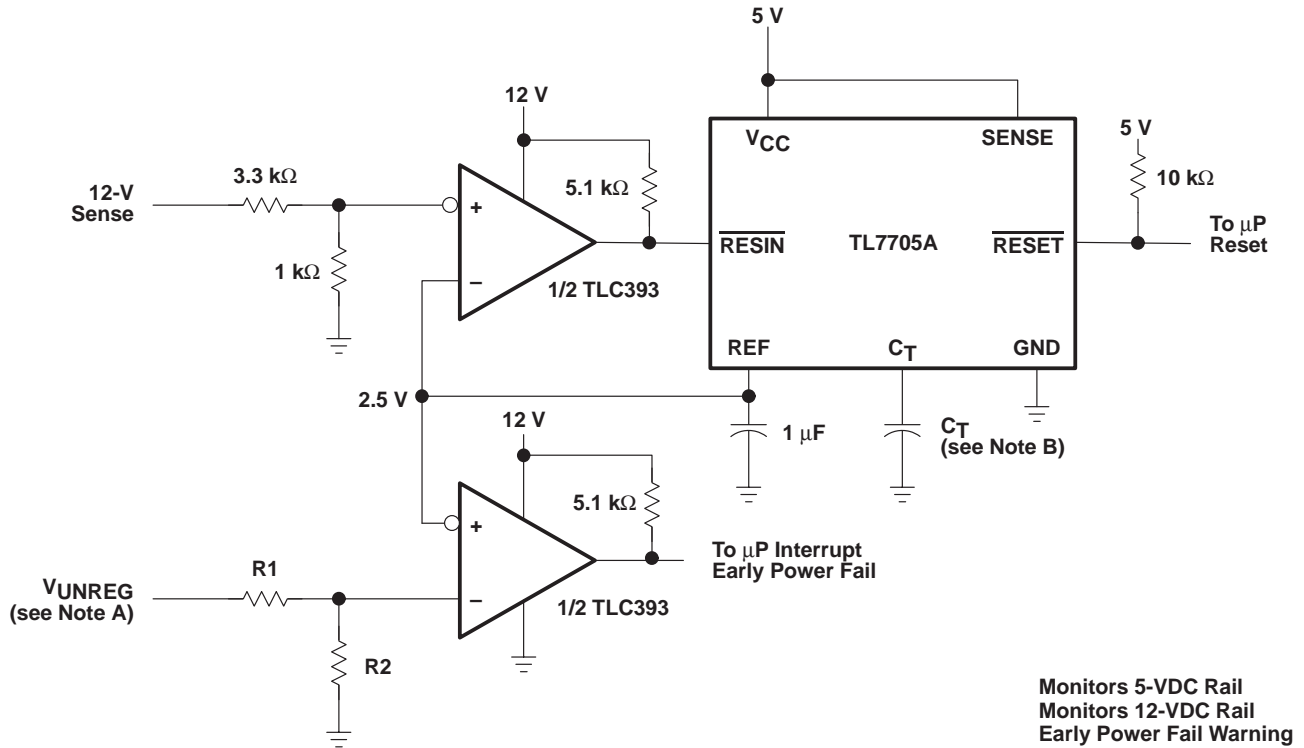 5 V
12 V
VCC
SENSE
5 V
3.3 kΩ
5.1 kΩ
10 kΩ
12-V
Sense
+
RESIN
TL7705A
RESET
To μP
Reset
1 kΩ
–
1/2 TLC393
REF
CT
GND
2.5 V
12 V
1 μF
CT
(see Note B)
5.1 kΩ
+
To μP Interrupt
Early Power Fail
R1
VUNREG
(see Note A)
–
1/2 TLC393
R2
Monitors 5-VDC Rail
Monitors 12-VDC Rail
Early Power Fail Warning